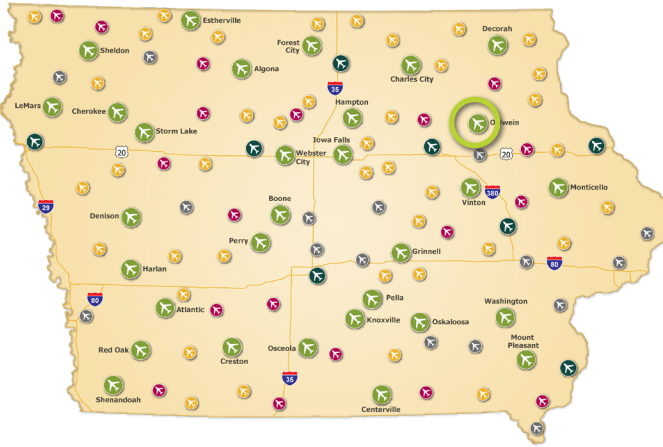 Estherville
Decorah
Forest
City
Sheldon
Algona
Charles City
35
LeMars
Cherokee
Hampton
Storm Lake
Iowa Falls
20
Webster
City
20
29
380
Vinton
Monticello
Denison
Boone
Perry
Grinnell
Harlan
80
80
Pella
Atlantic
Washington
Knoxville
Oskaloosa
Mount
Pleasant
Red Oak
Creston
Osceola
35
Shenandoah
Centerville